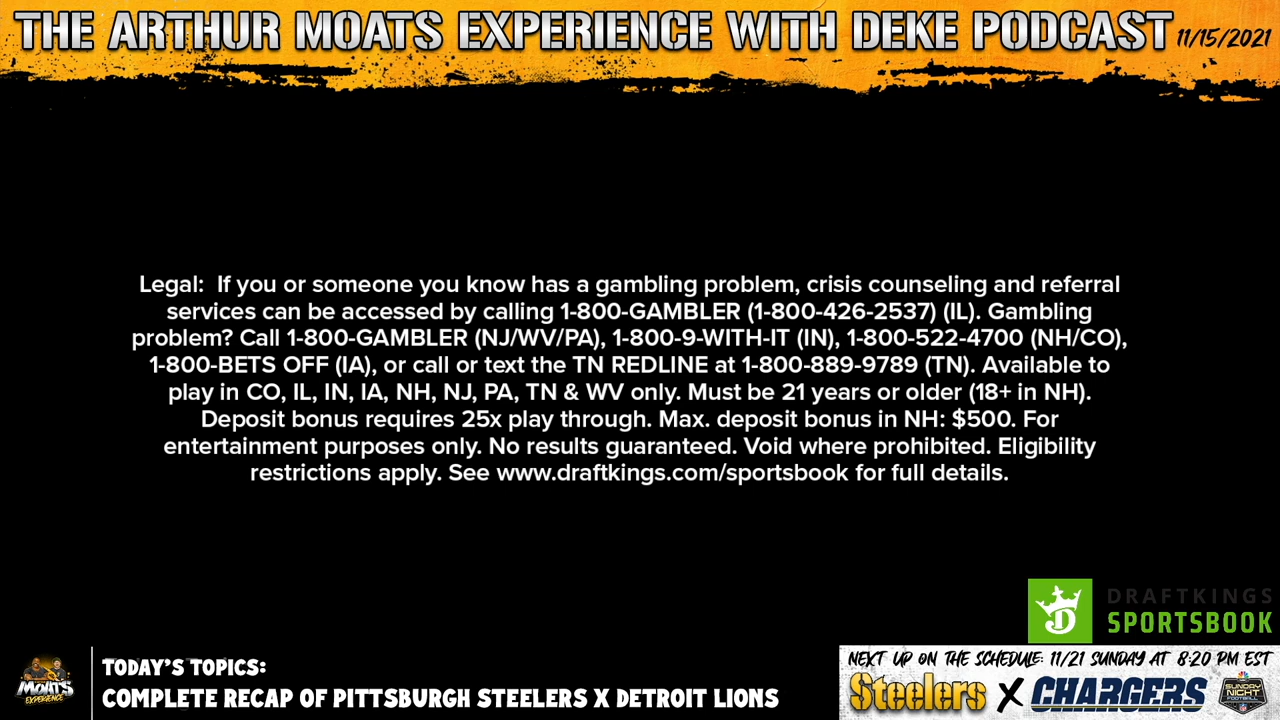 THE ARTHUR MOATS EXPERIENCE WITH DEKE PODCAST 11/15/2021
Legal: If you or someone you know has a gambling problem, crisis counseling and referral
services can be accessed by calling 1-800-GAMBLER (1-800-426-2537) (IL). Gambling
problem? Call 1-800-GAMBLER (NJ/WV/PA), 1-800-9-WITH-IT (IN), 1-800-522-4700 (NH/CO),
1-800-BETS OFF (IA), or call or text the TN REDLINE at 1-800-889-9789 (TN). Available to
play in CO, IL, IN, IA, NH, NJ, PA, TN & WV only. Must be 21 years or older (18+ in NH).
Deposit bonus requires 25x play through. Max. deposit bonus in NH: $500. For
entertainment purposes only. No results guaranteed. Void where prohibited. Eligibility
restrictions apply. See www.draftkings.com/sportsbook for full details.
DRAFTKINGS
SPORTSBOOK
MOATS
EXPERIENCE
TODAY'S TOPICS:
COMPLETE RECAP OF PITTSBURGH STEELERS X DETROIT LIONS
NEXT UP ON THE SCHEDULE: 11/21 SUNDAY AT 8:20 PM EST
Steelers X CHARGERS
SUNDAY
NIGHT
FOOTBALL